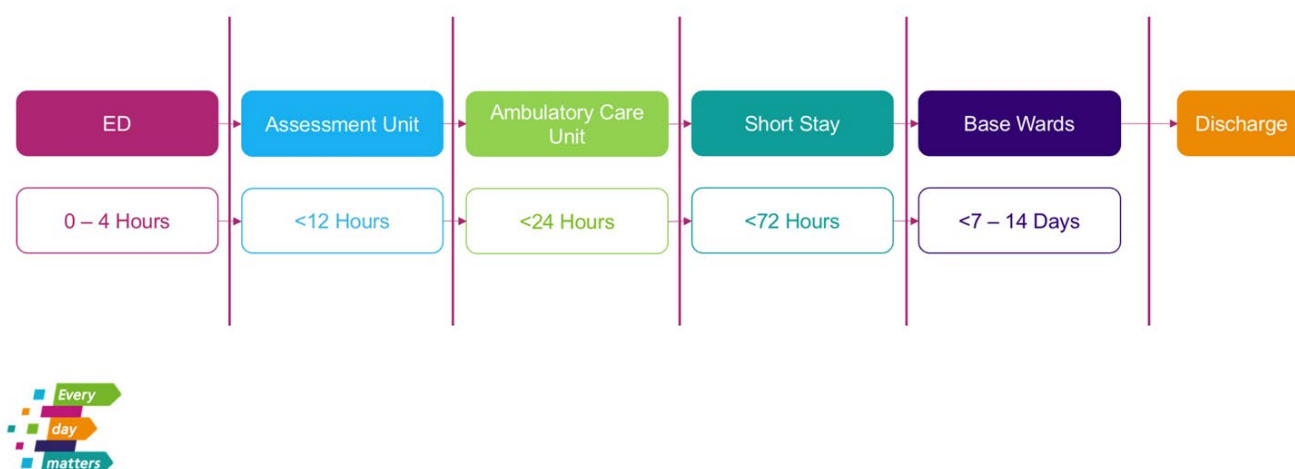 ED
Assessment Unit
Ambulatory Care
Unit
Short Stay
Base Wards
Discharge
0 – 4 Hours
<12 Hours
<24 Hours
<72 Hours
<7 – 14 Days
Every
day
matters